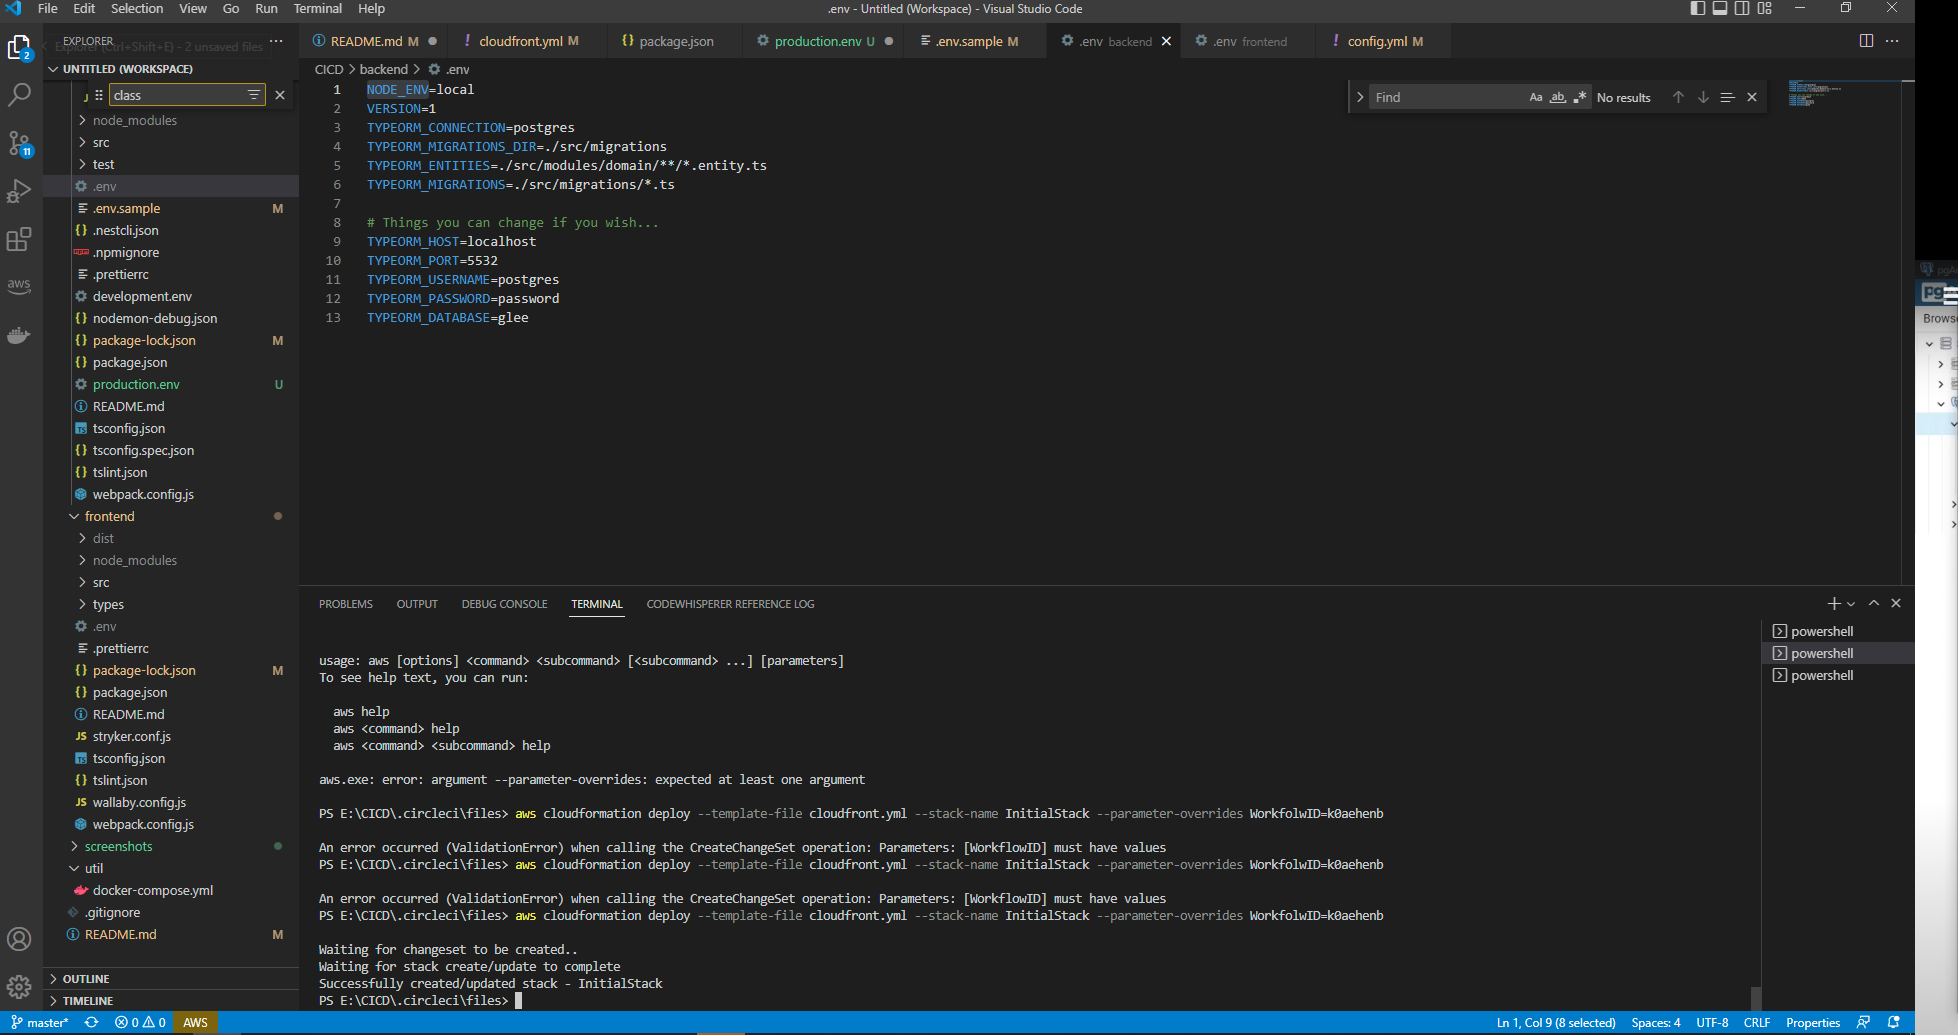 File Edit Selection View Go Run Terminal Help
.env - Untitled (Workspace) - Visual Studio Code
EXPLORER
Explorer (Ctrl+Shift+E) - 2 unsaved files
2
11
aws
UNTITLED (WORKSPACE)
class
node_modules
src
test
.env
.env.sample M
.nestcli.json
.npmignore
.prettierrc
development.env
nodemon-debug.json
package-lock.json M
package.json
production.env U
README.md
tsconfig.json
tsconfig.spec.json
tslint.json
webpack.config.js
frontend
dist
node_modules
src
types
.env
.prettierrc
package-lock.json M
package.json
README.md
stryker.conf.js
tsconfig.json
tslint.json
wallaby.config.js
webpack.config.js
screenshots
util
docker-compose.yml
.gitignore
README.md M
OUTLINE
TIMELINE
README.md M
cloudfront.yml M
package.json
production.env U
.env.sample M
.env backend
.env frontend
config.yml M
CICD > backend > .env
Find Aa ab No results
1 NODE_ENV=local
2 VERSION=1
3 TYPEORM_CONNECTION=postgres
4 TYPEORM_MIGRATIONS_DIR=./src/migrations
5 TYPEORM_ENTITIES=./src/modules/domain/**/*.entity.ts
6 TYPEORM_MIGRATIONS=./src/migrations/*.ts
7
8 # Things you can change if you wish...
9 TYPEORM_HOST=localhost
10 TYPEORM_PORT=5532
11 TYPEORM_USERNAME=postgres
12 TYPEORM_PASSWORD=password
13 TYPEORM_DATABASE=glee
PROBLEMS OUTPUT DEBUG CONSOLE TERMINAL CODEWHISPERER REFERENCE LOG
powershell
powershell
powershell
usage: aws [options] <command> <subcommand> [<subcommand> ...] [parameters]
To see help text, you can run:
aws help
aws <command> help
aws <command> <subcommand> help
aws.exe: error: argument --parameter-overrides: expected at least one argument
PS E:\CICD\.circleci\files> aws cloudformation deploy --template-file cloudfront.yml --stack-name InitialStack --parameter-overrides WorkfolwID=k0aehenb
An error occurred (ValidationError) when calling the CreateChangeSet operation: Parameters: [WorkflowID] must have values
PS E:\CICD\.circleci\files> aws cloudformation deploy --template-file cloudfront.yml --stack-name InitialStack --parameter-overrides WorkfolwID=k0aehenb
An error occurred (ValidationError) when calling the CreateChangeSet operation: Parameters: [WorkflowID] must have values
PS E:\CICD\.circleci\files> aws cloudformation deploy --template-file cloudfront.yml --stack-name InitialStack --parameter-overrides WorkfolwID=k0aehenb
Waiting for changeset to be created..
Waiting for stack create/update to complete
Successfully created/updated stack - InitialStack
PS E:\CICD\.circleci\files>
master* 0 0 AWS
Ln 1, Col 9 (8 selected) Spaces: 4 UTF-8 CRLF Properties
pg